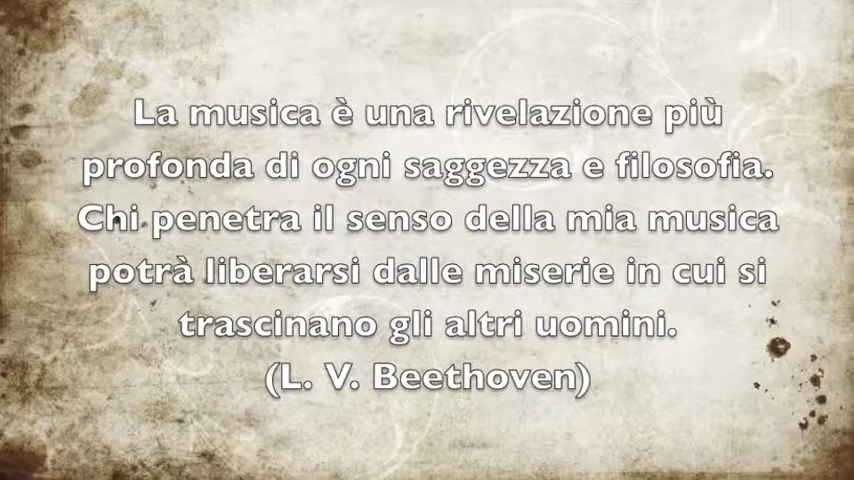 La musica è una rivelazione più
profonda di ogni saggezza e filosofia.
Chi penetra il senso della mia musica
potrà liberarsi dalle miserie in cui si
trascinano gli altri uomini.
(L. V. Beethoven)